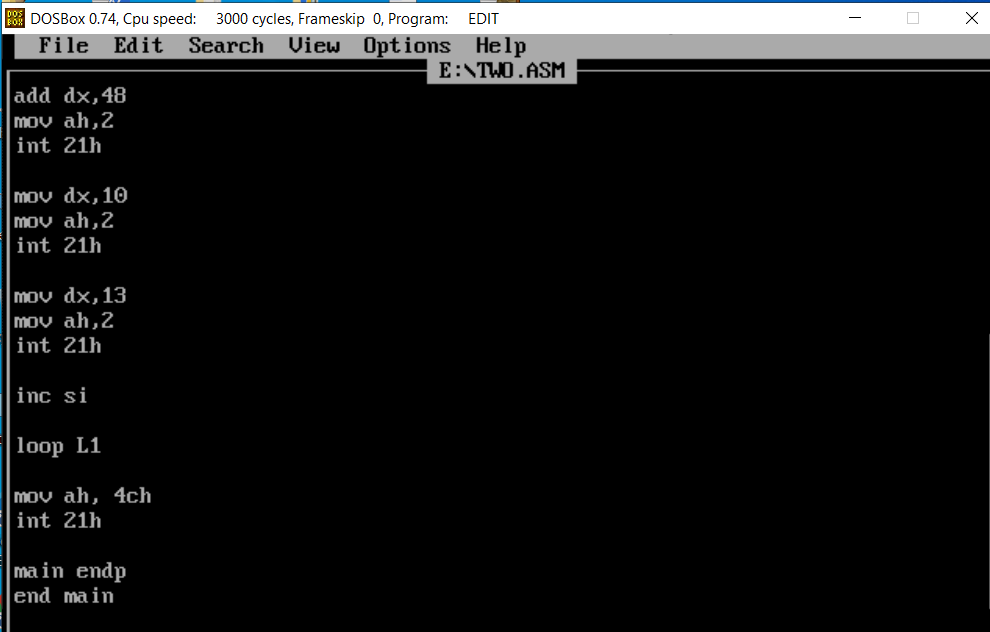 DOSBox 0.74, Cpu speed: 3000 cycles, Frameskip 0, Program: EDIT
File Edit Search View Options Help
E:\TWO.ASM
add dx,48
mov ah,2
int 21h
mov dx,10
mov ah,2
int 21h
mov dx,13
mov ah,2
int 21h
inc si
loop L1
mov ah, 4ch
int 21h
main endp
end main